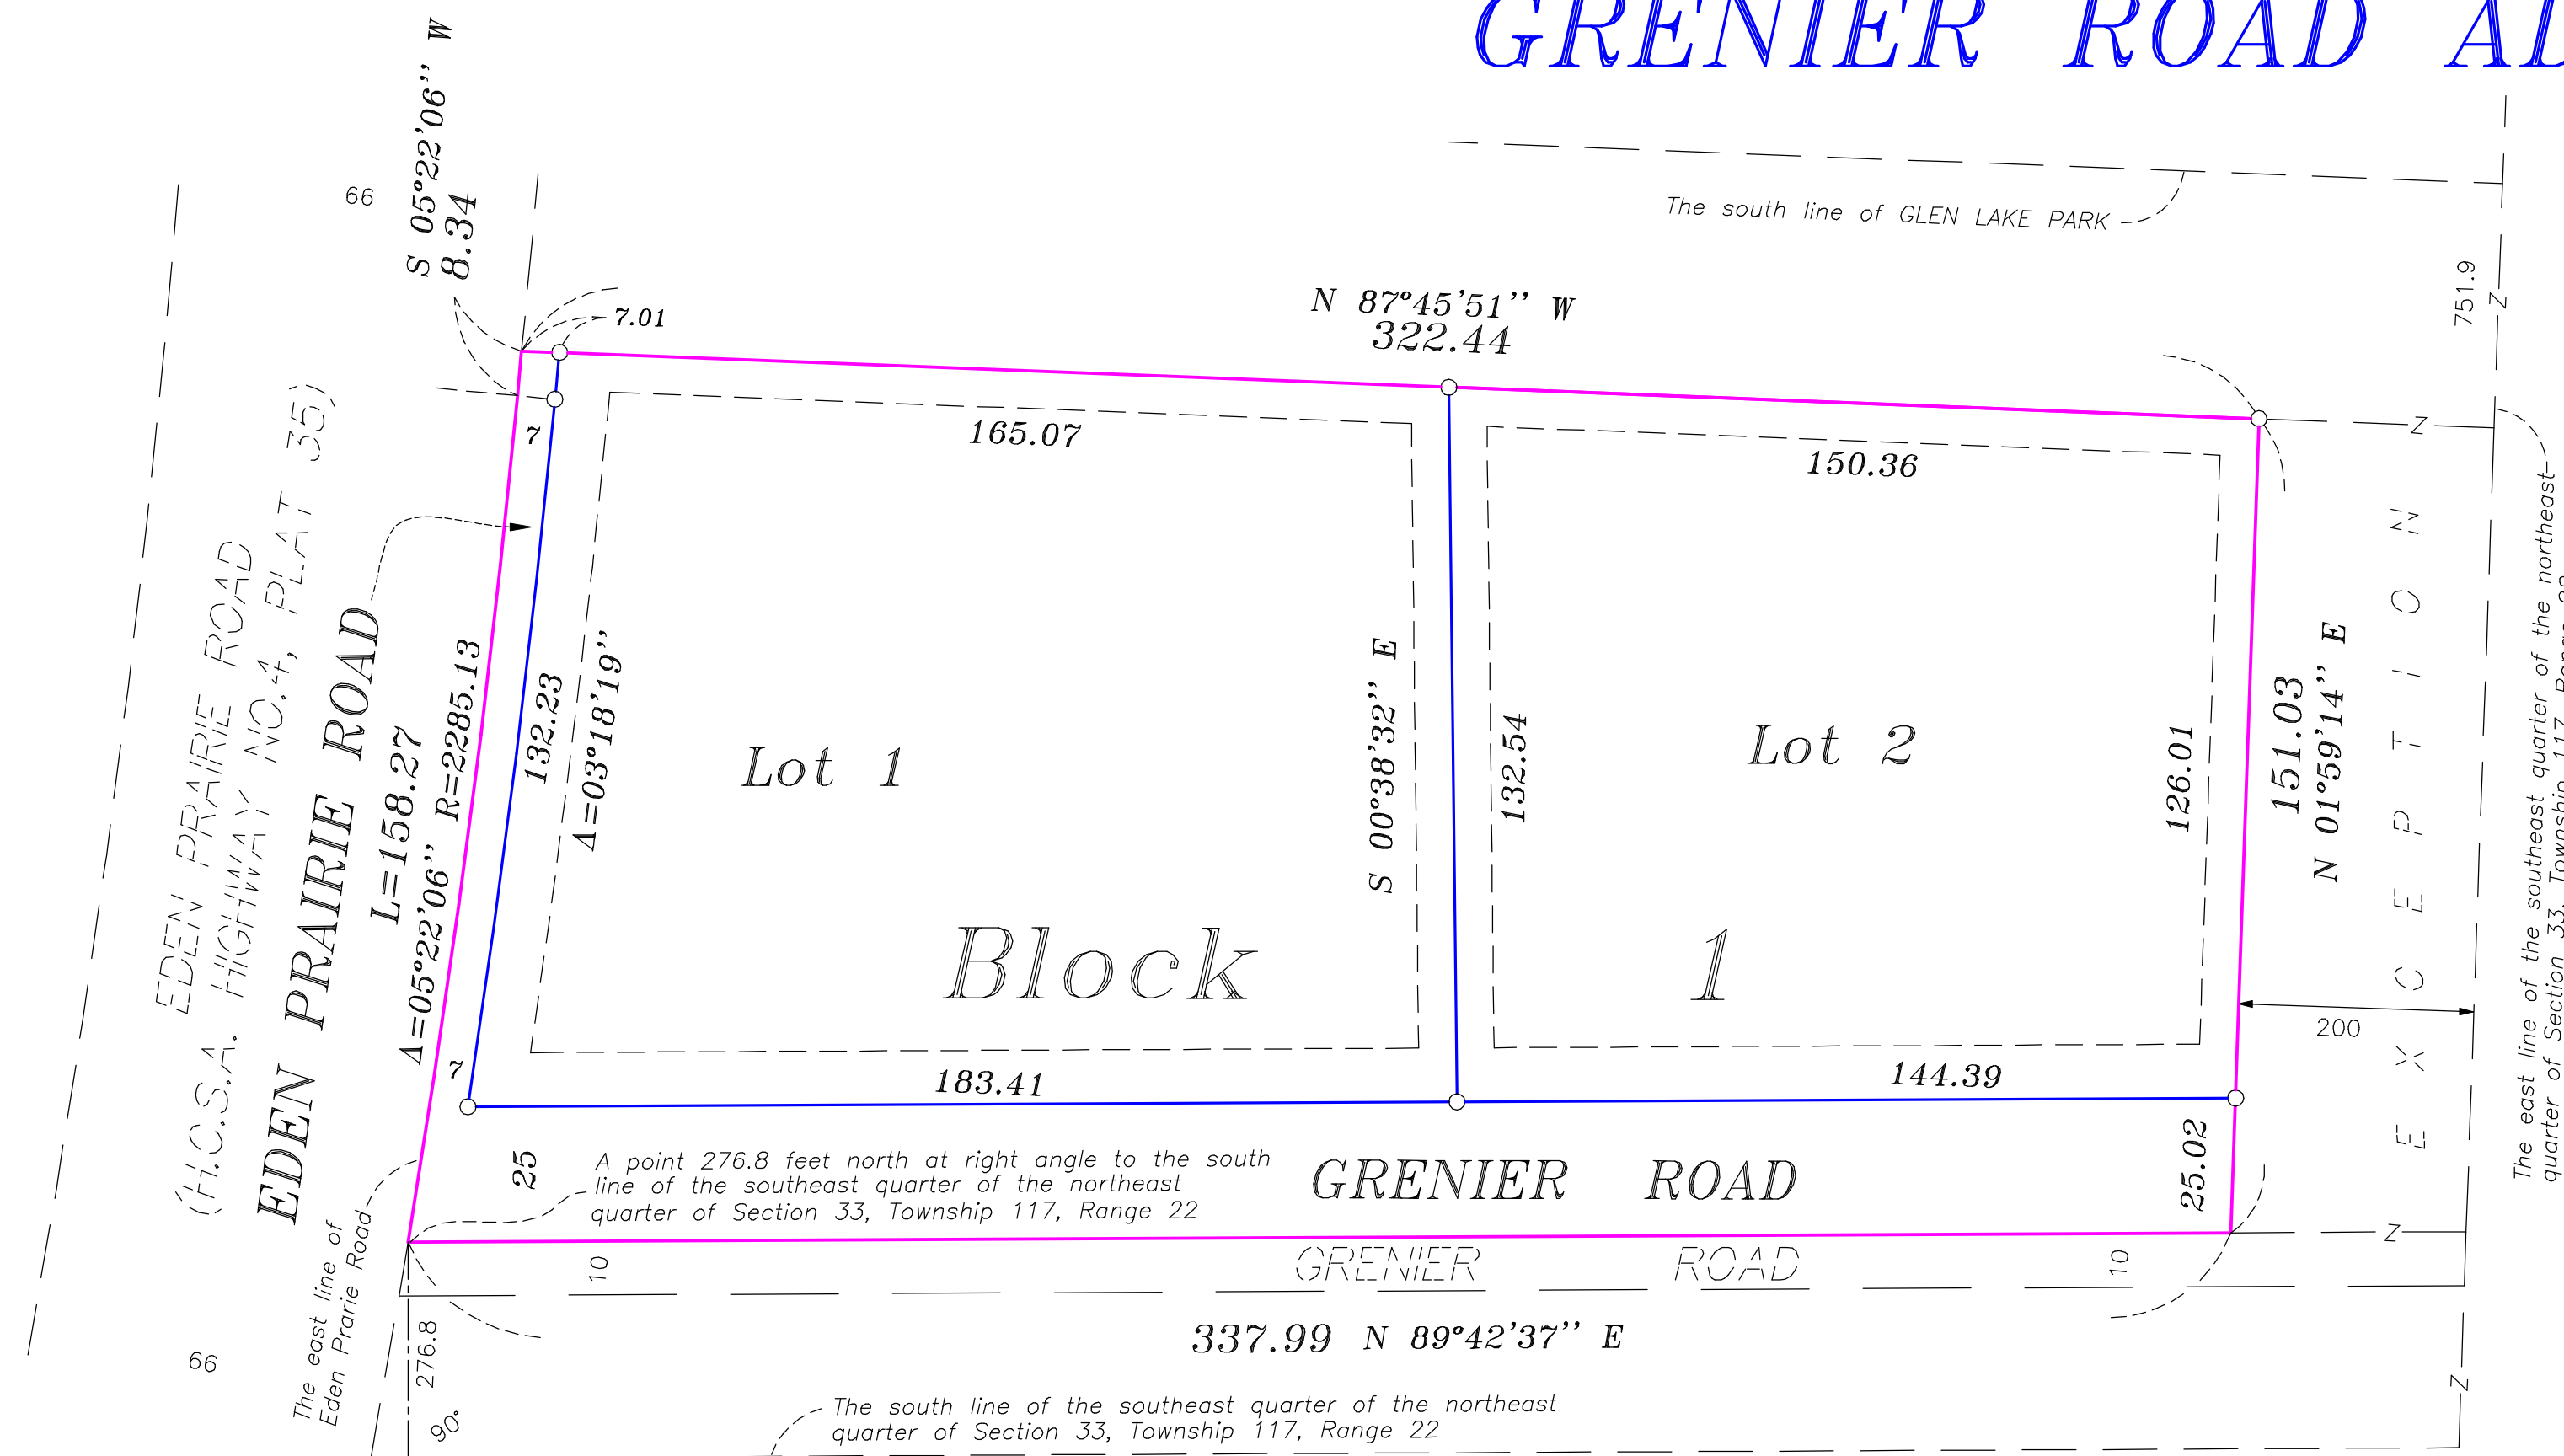 GRENIER ROAD AD
S 05°22'06'' W
8.34
66
The south line of GLEN LAKE PARK
751.9
Z
N 87°45'51'' W
322.44
7.01
7
165.07
150.36
Z
EDEN PRAIRIE ROAD
(H.C.S.A. HIGHWAY NO.4, PLAT 35)
EDEN PRAIRIE ROAD
L=158.27
Δ=05°22'06'' R=2285.13
132.23
Δ=03°18'19''
Lot 1
S 00°38'32'' E
132.54
Lot 2
126.01
151.03
N 01°59'14'' E
EXCEPTION
The east line of the southeast quarter of the northeast
quarter of Section 33, Township 117, Range
Block 1
200
7
183.41
144.39
25
A point 276.8 feet north at right angle to the south
line of the southeast quarter of the northeast
quarter of Section 33, Township 117, Range 22
GRENIER ROAD
25.02
The east line of
Eden Prarie Road
10
GRENIER ROAD
10
Z
337.99 N 89°42'37'' E
66
276.8
90°
Z
The south line of the southeast quarter of the northeast
quarter of Section 33, Township 117, Range 22